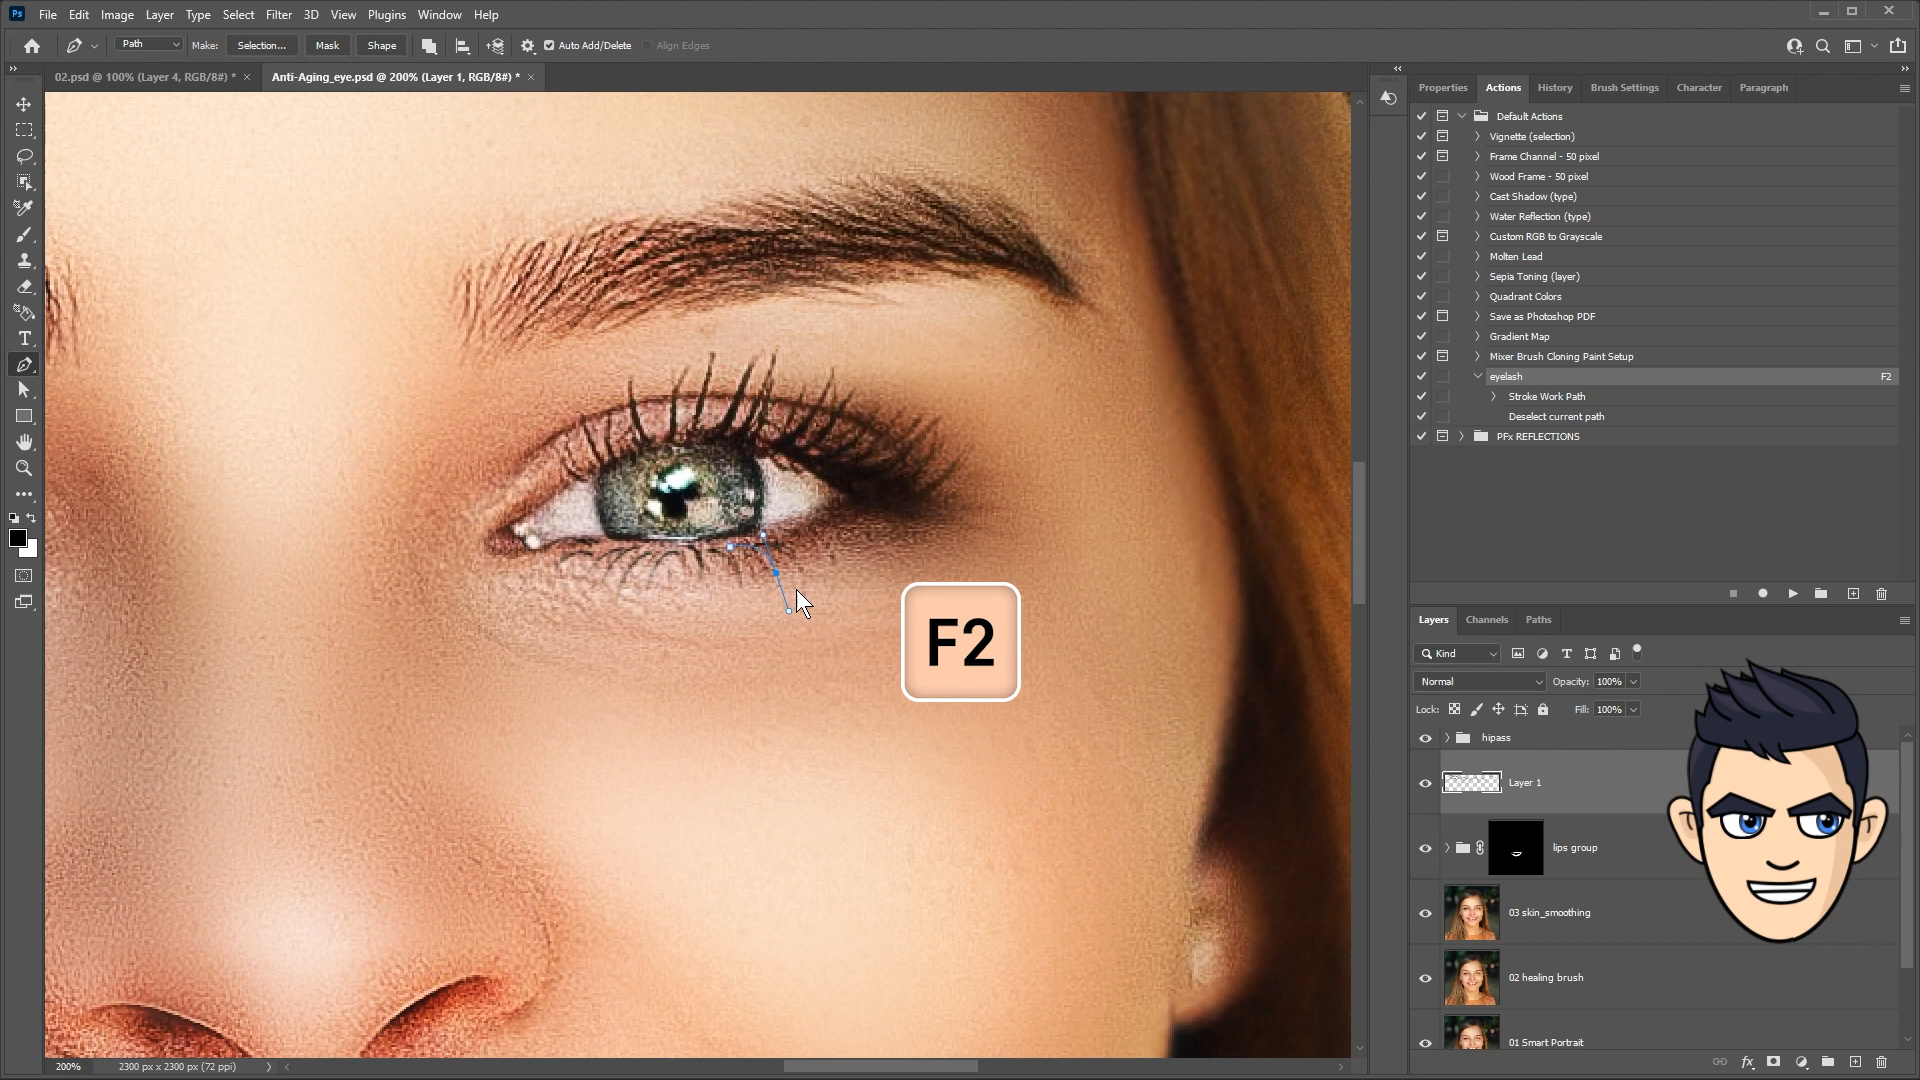 Ps File Edit Image Layer Type Select Filter 3D View Plugins Window Help
Path Make: Selection... Mask Shape Auto Add/Delete Align Edges
02.psd @ 100% (Layer 4, RGB/8#) * Anti-Aging_eye.psd @ 200% (Layer 1, RGB/8#) *
Properties Actions History Brush Settings Character Paragraph
Default Actions
Vignette (selection)
Frame Channel - 50 pixel
Wood Frame - 50 pixel
Cast Shadow (type)
Water Reflection (type)
Custom RGB to Grayscale
Molten Lead
Sepia Toning (layer)
Quadrant Colors
Save as Photoshop PDF
Gradient Map
Mixer Brush Cloning Paint Setup
eyelash F2
Stroke Work Path
Deselect current path
PFx REFLECTIONS
F2
Layers Channels Paths
Kind
Normal Opacity: 100%
Lock: Fill: 100%
hipass
Layer 1
lips group
03 skin_smoothing
02 healing brush
01 Smart Portrait
200% 2300 px x 2300 px (72 ppi)